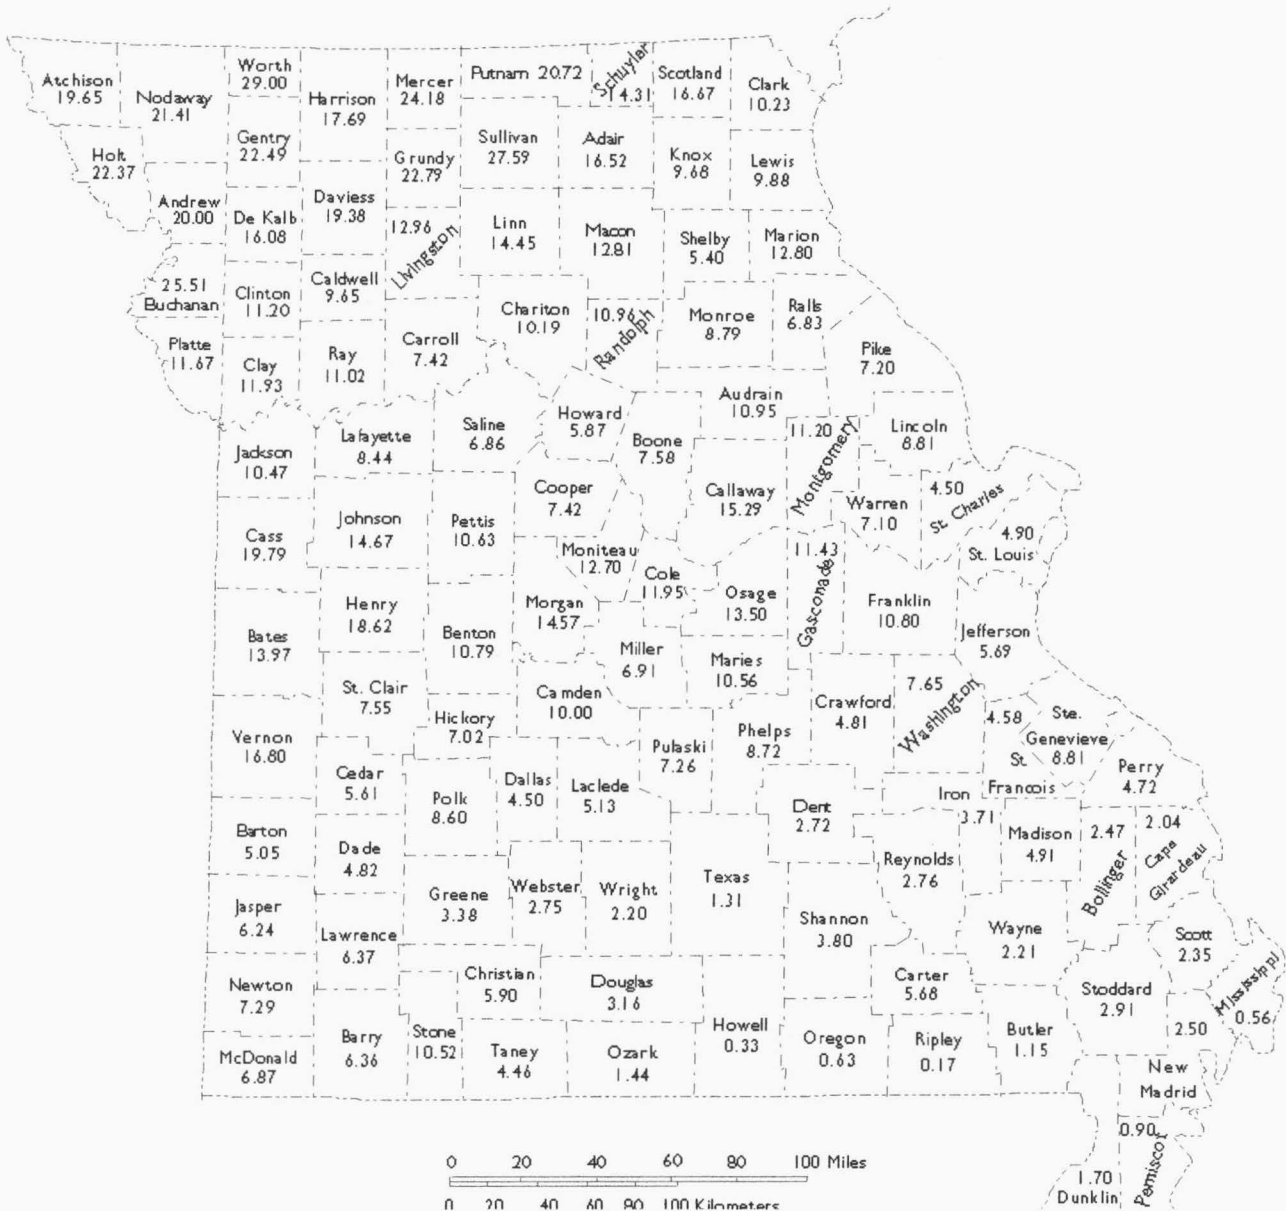 Atchison
19.65
Nodaway
21.41
Worth
29.00
Harrison
17.69
Mercer
24.18
Putnam 20.72
Schuyler
14.31
Scotland
16.67
Clark
10.23
Gentry
22.49
Holt
22.37
Grundy
22.79
Sullivan
27.59
Adair
16.52
Knox
9.68
Lewis
9.88
Andrew
20.00
De Kalb
16.08
Daviess
19.38
12.96
Livingston
Linn
14.45
Macon
12.81
Shelby
5.40
Marion
12.80
25.51
Buchanan
Clinton
11.20
Caldwell
9.65
Chariton
10.19
10.96
Randolph
Monroe
8.79
Ralls
6.83
Platte
11.67
Clay
11.93
Ray
11.02
Carroll
7.42
Pike
7.20
Audrain
10.95
Jackson
10.47
Lafayette
8.44
Saline
6.86
Howard
5.87
Boone
7.58
11.20
Montgomery
Lincoln
8.81
Cass
19.79
Johnson
14.67
Pettis
10.63
Cooper
7.42
Callaway
15.29
Warren
7.10
4.50
St. Charles
4.90
St. Louis
Moniteau
12.70
Cole
11.95
Osage
13.50
11.43
Gasconade
Franklin
10.80
Jefferson
5.69
Bates
13.97
Henry
18.62
Benton
10.79
Morgan
14.57
Miller
6.91
Maries
10.56
St. Clair
7.55
Camden
10.00
Crawford
4.81
7.65
Washington
4.58
St.
Francois
Ste.
Genevieve
8.81
Vernon
16.80
Hickory
7.02
Pulaski
7.26
Phelps
8.72
Perry
4.72
Cedar
5.61
Polk
8.60
Dallas
4.50
Laclede
5.13
Dent
2.72
Iron
3.71
Madison
4.91
2.47
Bollinger
2.04
Cape
Girardeau
Barton
5.05
Dade
4.82
Reynolds
2.76
Jasper
6.24
Greene
3.38
Webster
2.75
Wright
2.20
Texas
1.31
Shannon
3.80
Wayne
2.21
Scott
2.35
Lawrence
6.37
Newton
7.29
Christian
5.90
Douglas
3.16
Carter
5.68
Stoddard
2.91
Mississippi
0.56
McDonald
6.87
Barry
6.36
Stone
10.52
Taney
4.46
Ozark
1.44
Howell
0.33
Oregon
0.63
Ripley
0.17
Butler
1.15
2.50
New
Madrid
0.90
Pemiscot
1.70
Dunklin
0 20 40 60 80 100 Miles
0 20 40 60 80 100 Kilometers